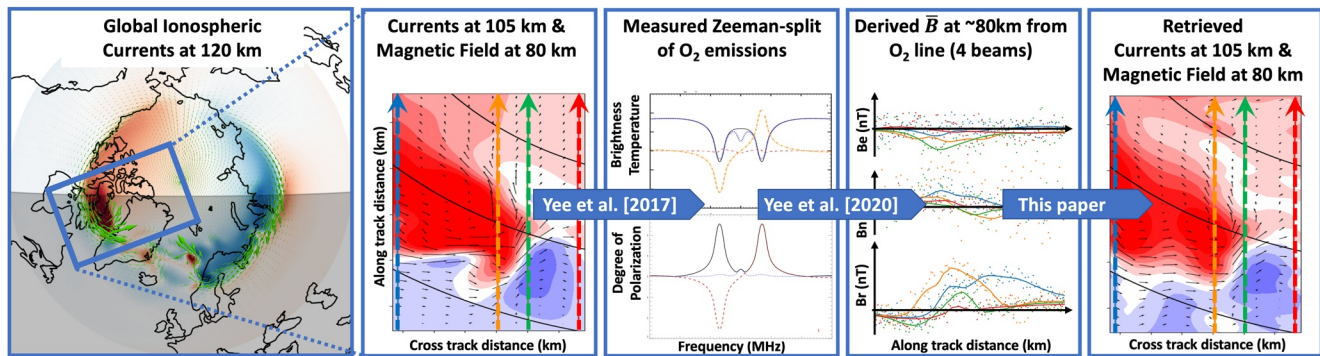 Global Ionospheric
Currents at 120 km
Currents at 105 km &
Magnetic Field at 80 km
Along track distance (km)
Cross track distance (km)
Yee et al. [2017]
Measured Zeeman-split
of O₂ emissions
Brightness
Temperature
Degree of
Polarization
Frequency (MHz)
Yee et al. [2020]
Derived B̅ at ~80km from
O₂ line (4 beams)
Be (nT)
Bn (nT)
Br (nT)
Along track distance (km)
This paper
Retrieved
Currents at 105 km &
Magnetic Field at 80 km
Cross track distance (km)